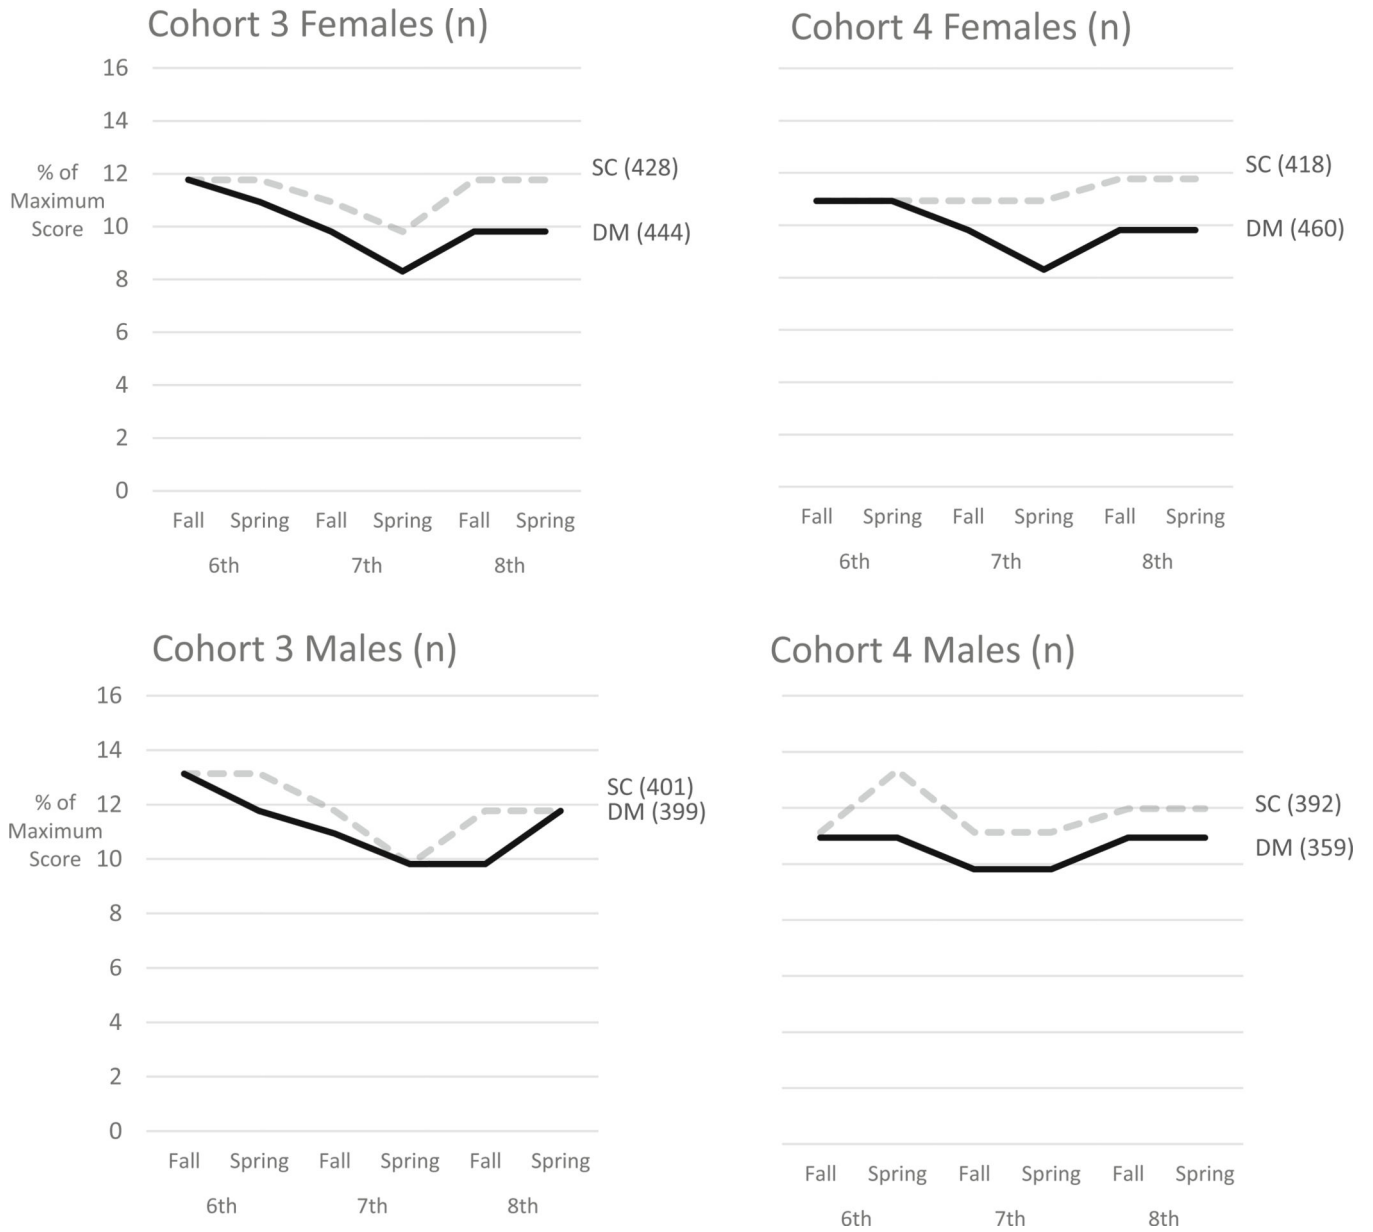 Cohort 3 Females (n)
16
14
12
10
8
6
4
2
0
% of
Maximum
Score
SC (428)
DM (444)
Fall Spring Fall Spring Fall Spring
6th 7th 8th
Cohort 4 Females (n)
SC (418)
DM (460)
Fall Spring Fall Spring Fall Spring
6th 7th 8th
Cohort 3 Males (n)
16
14
12
10
8
6
4
2
0
% of
Maximum
Score
SC (401)
DM (399)
Fall Spring Fall Spring Fall Spring
6th 7th 8th
Cohort 4 Males (n)
SC (392)
DM (359)
Fall Spring Fall Spring Fall Spring
6th 7th 8th